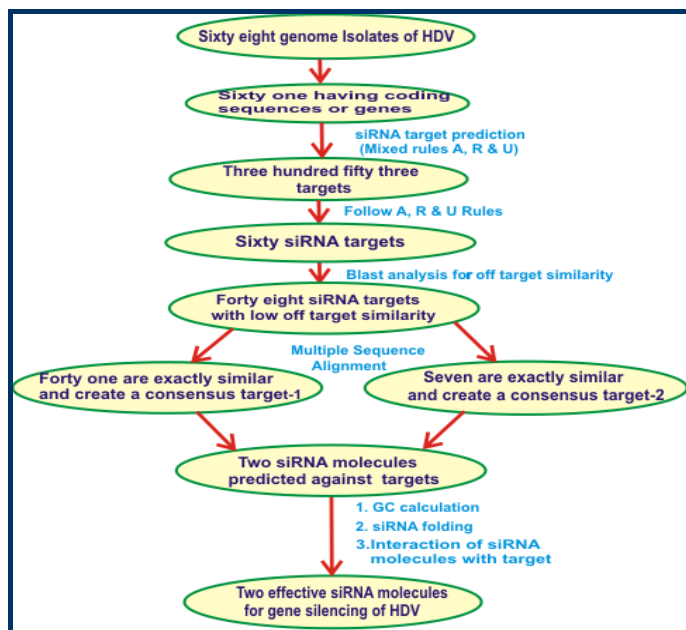 Sixty eight genome Isolates of HDV
Sixty one having coding
sequences or genes
siRNA target prediction
(Mixed rules A, R & U)
Three hundred fifty three
targets
Follow A, R & U Rules
Sixty siRNA targets
Blast analysis for off target similarity
Forty eight siRNA targets
with low off target similarity
Multiple Sequence
Alignment
Forty one are exactly similar
and create a consensus target-1
Seven are exactly similar
and create a consensus target-2
Two siRNA molecules
predicted against targets
1. GC calculation
2. siRNA folding
3.Interaction of siRNA
molecules with target
Two effective siRNA molecules
for gene silencing of HDV